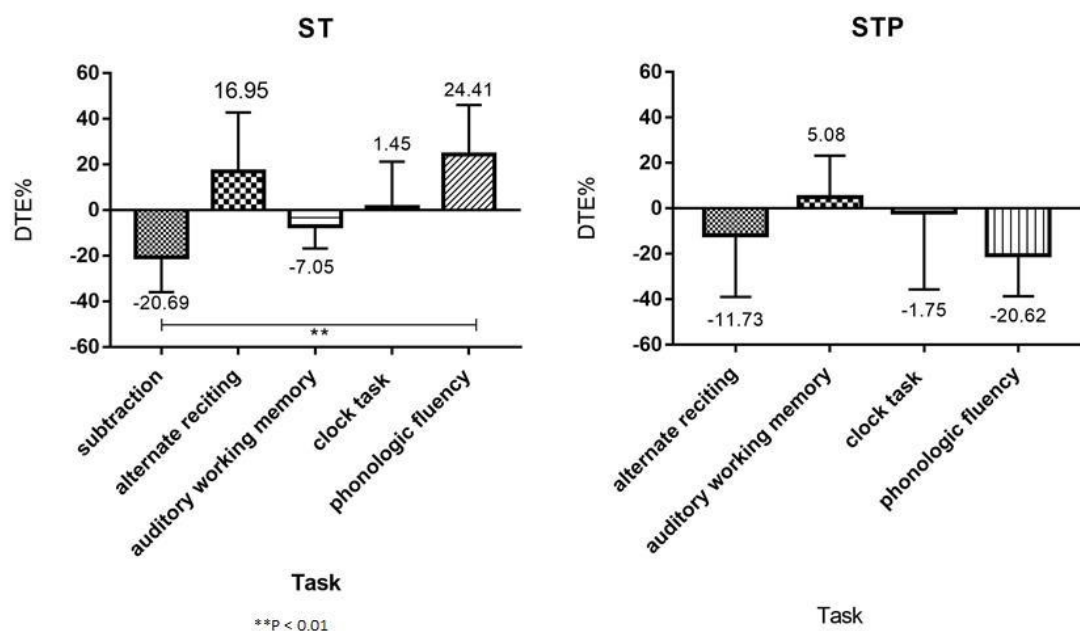 ST
60
40
20
0
-20
-40
-60
DTE%
16.95
24.41
1.45
-7.05
-20.69
**
subtraction
alternate reciting
auditory working memory
clock task
phonologic fluency
Task
**P < 0.01
STP
60
40
20
0
-20
-40
-60
DTE%
5.08
-11.73
-1.75
-20.62
alternate reciting
auditory working memory
clock task
phonologic fluency
Task